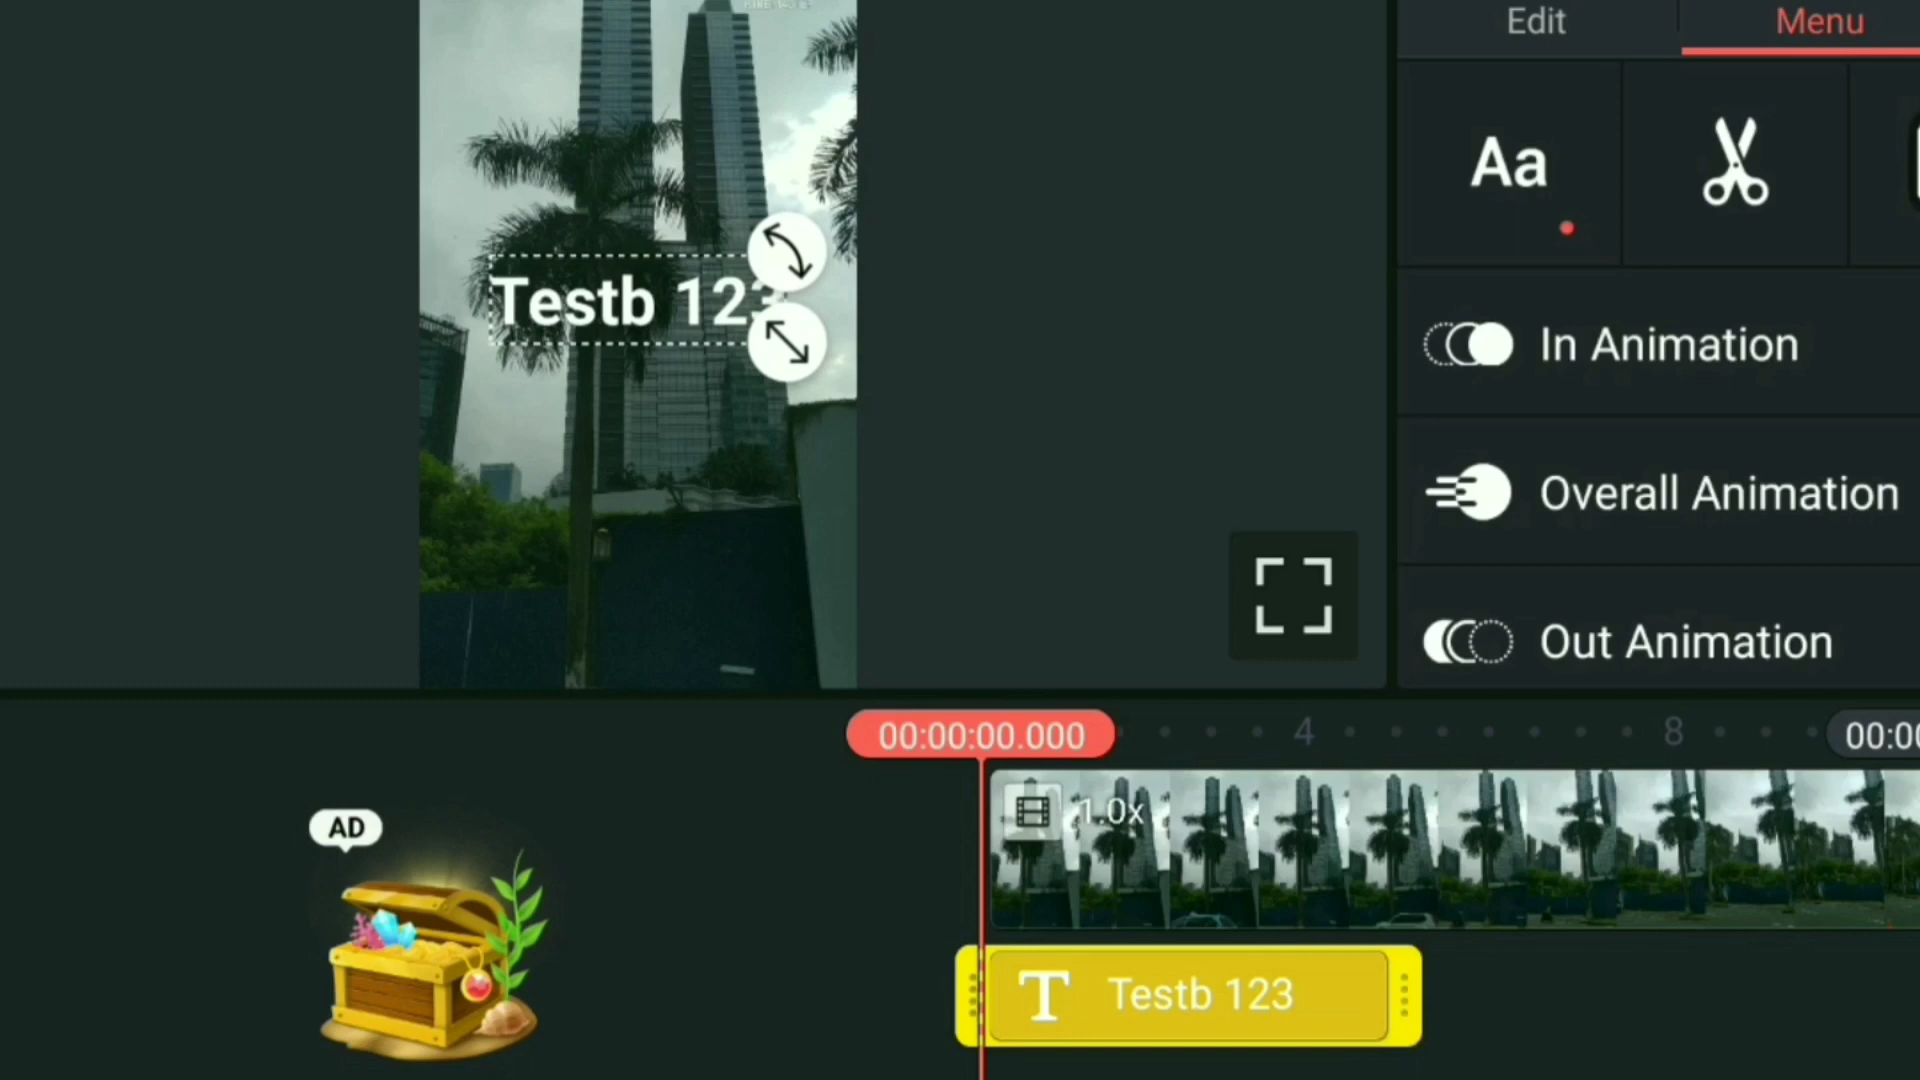 Edit
Menu
Aa
Testb 123
In Animation
Overall Animation
Out Animation
00:00:00.000
4
8
00:00
1.0x
AD
T
Testb 123